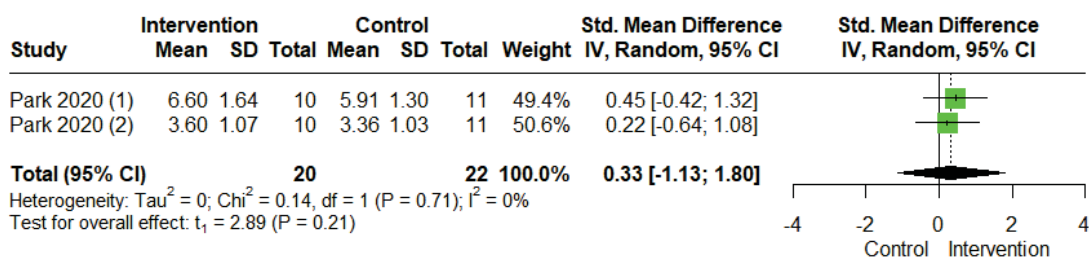 Intervention Control Std. Mean Difference Std. Mean Difference
Study Mean SD Total Mean SD Total Weight IV, Random, 95% CI IV, Random, 95% CI
Park 2020 (1) 6.60 1.64 10 5.91 1.30 11 49.4% 0.45 [-0.42; 1.32]
Park 2020 (2) 3.60 1.07 10 3.36 1.03 11 50.6% 0.22 [-0.64; 1.08]
Total (95% CI) 20 22 100.0% 0.33 [-1.13; 1.80]
Heterogeneity: Tau² = 0; Chi² = 0.14, df = 1 (P = 0.71); I² = 0%
Test for overall effect: t₁ = 2.89 (P = 0.21)
-4 -2 0 2 4
Control Intervention